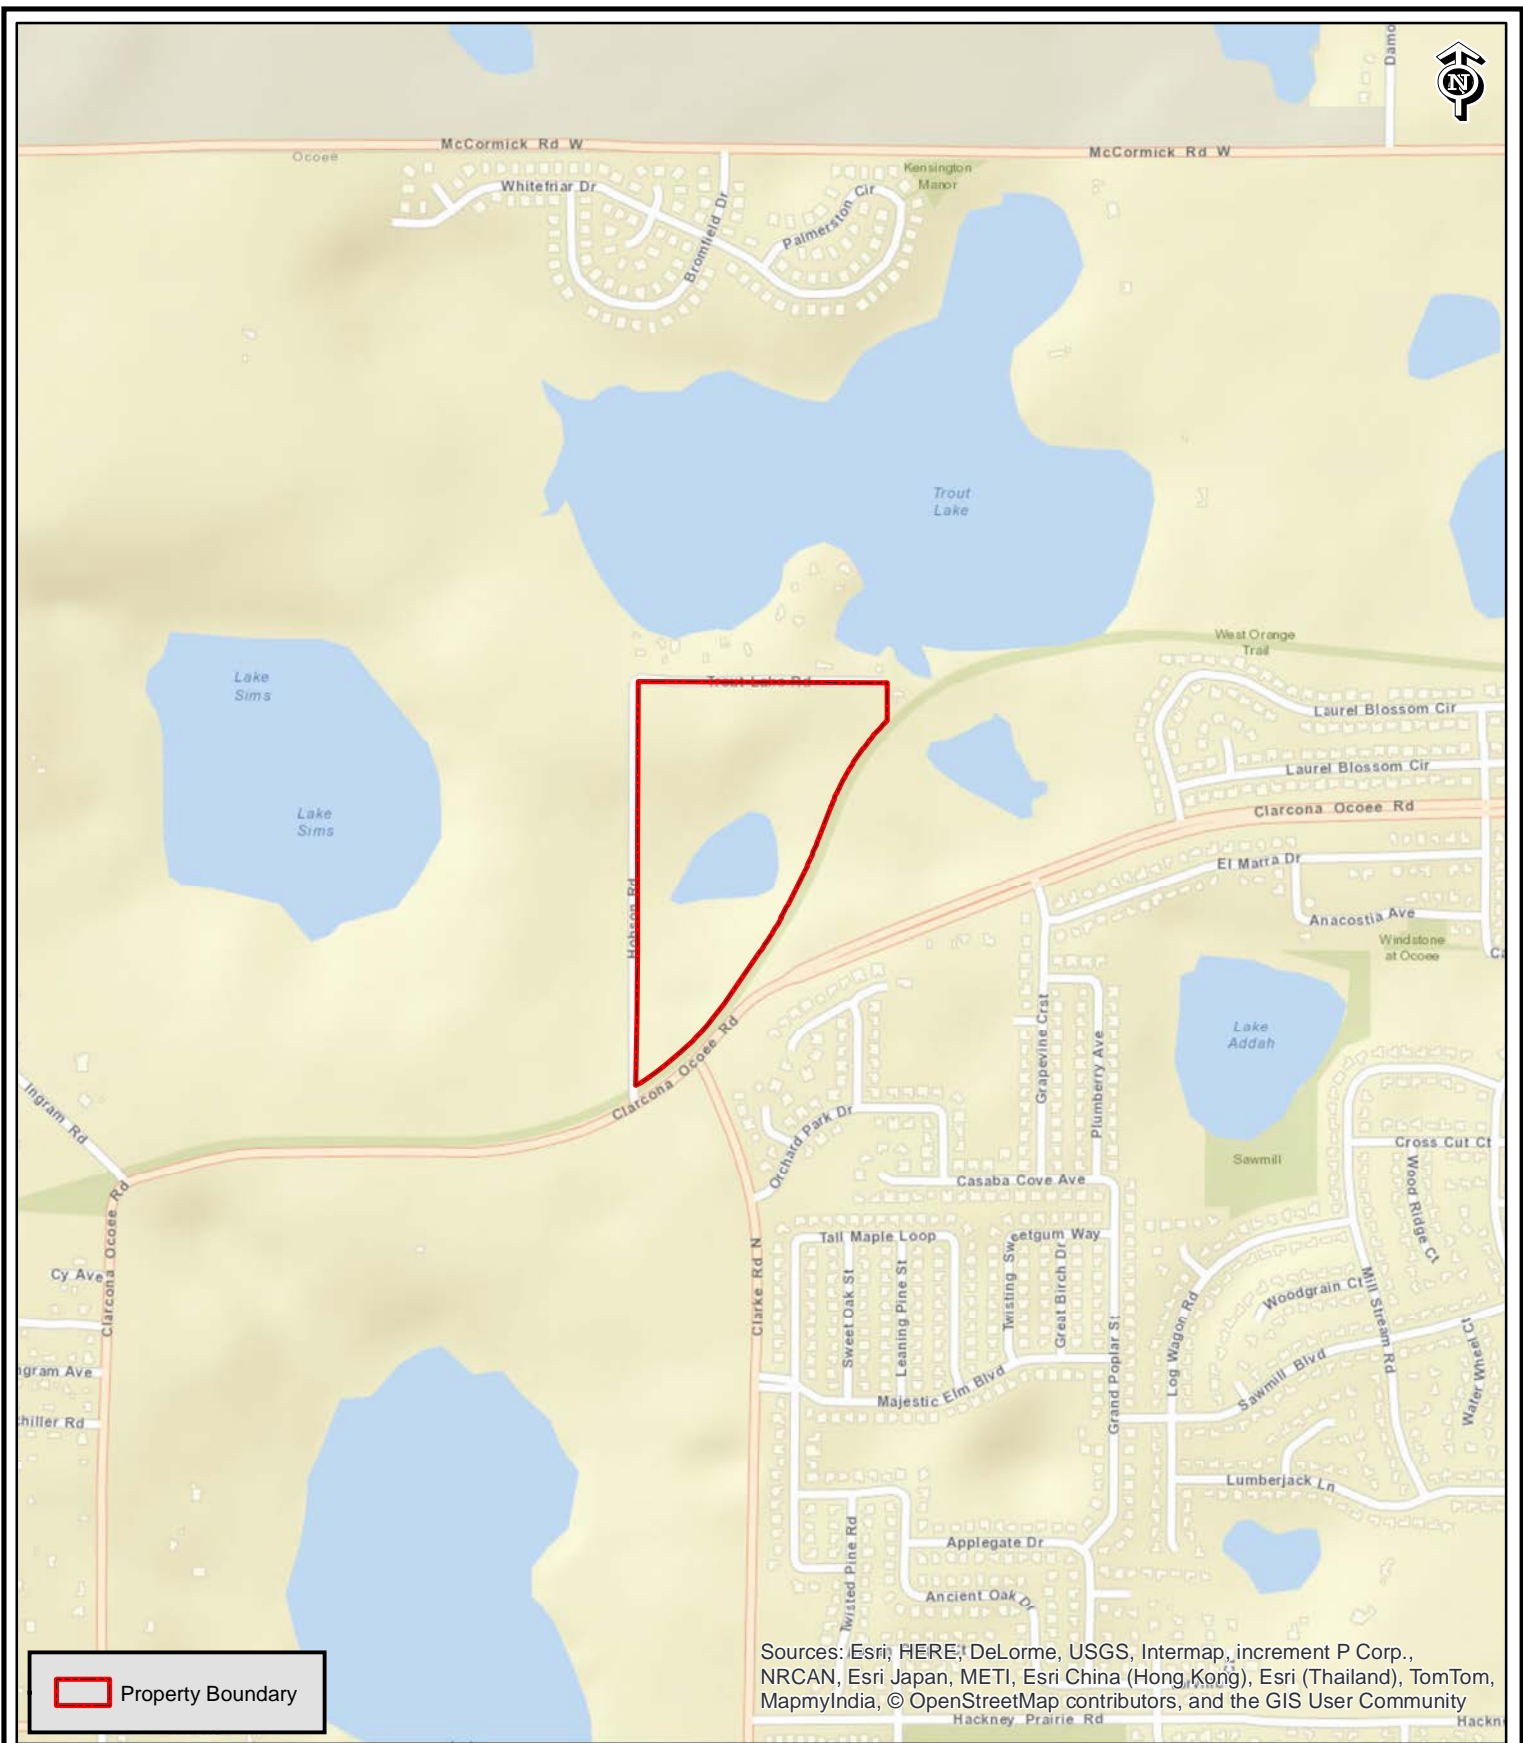 Damo
N
McCormick Rd W
McCormick Rd W
Ocoee
Kensington
Manor
Whitefriar Dr
Palmerston Cir
Bromfield Dr
Trout
Lake
West Orange
Trail
Lake
Sims
Trout Lake Rd
Laurel Blossom Cir
Laurel Blossom Cir
Lake
Sims
Clarcona Ocoee Rd
El Marra Dr
Hobson Rd
Anacostia Ave
Windstone
at Ocoee
Grapevine Crst
Plumberry Ave
Lake
Addah
Clarcona Ocoee Rd
Ingram Rd
Orchard Park Dr
Cross Cut Ct
Sawmill
Wood Ridge Ct
Casaba Cove Ave
Clarcona Ocoee Rd
Clarke Rd N
Tall Maple Loop
Twisting Sweetgum Way
Great Birch Dr
Cy Ave
Sweet Oak St
Leaning Pine St
Woodgrain Ct
Mill Stream Rd
Log Wagon Rd
Grand Poplar St
Sawmill Blvd
Water Wheel Ct
ngram Ave
Majestic Elm Blvd
chiller Rd
Lumberjack Ln
Twisted Pine Rd
Applegate Dr
Ancient Oak Dr
Property Boundary
Sources: Esri, HERE, DeLorme, USGS, Intermap, increment P Corp.,
NRCAN, Esri Japan, METI, Esri China (Hong Kong), Esri (Thailand), TomTom,
MapmyIndia, © OpenStreetMap contributors, and the GIS User Community
Hackney Prairie Rd
Hackn